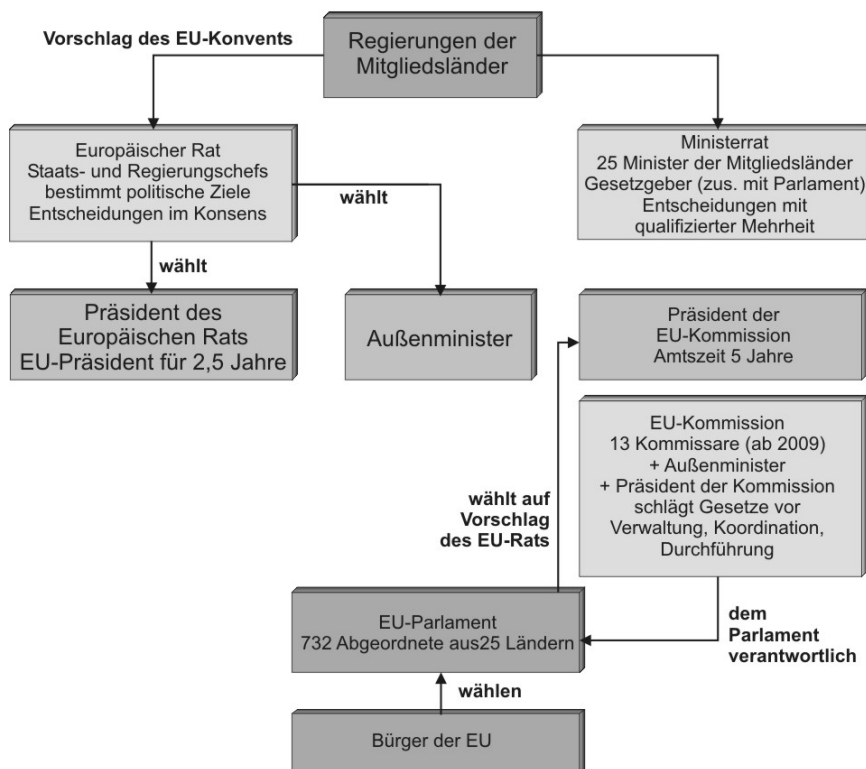 Vorschlag des EU-Konvents
Regierungen der
Mitgliedsländer
Europäischer Rat
Staats- und Regierungschefs
bestimmt politische Ziele
Entscheidungen im Konsens
wählt
Ministerrat
25 Minister der Mitgliedsländer
Gesetzgeber (zus. mit Parlament)
Entscheidungen mit
qualifizierter Mehrheit
wählt
Präsident des
Europäischen Rats
EU-Präsident für 2,5 Jahre
Außenminister
Präsident der
EU-Kommission
Amtszeit 5 Jahre
EU-Kommission
13 Kommissare (ab 2009)
+ Außenminister
+ Präsident der Kommission
schlägt Gesetze vor
Verwaltung, Koordination,
Durchführung
wählt auf
Vorschlag
des EU-Rats
EU-Parlament
732 Abgeordnete aus25 Ländern
dem
Parlament
verantwortlich
wählen
Bürger der EU